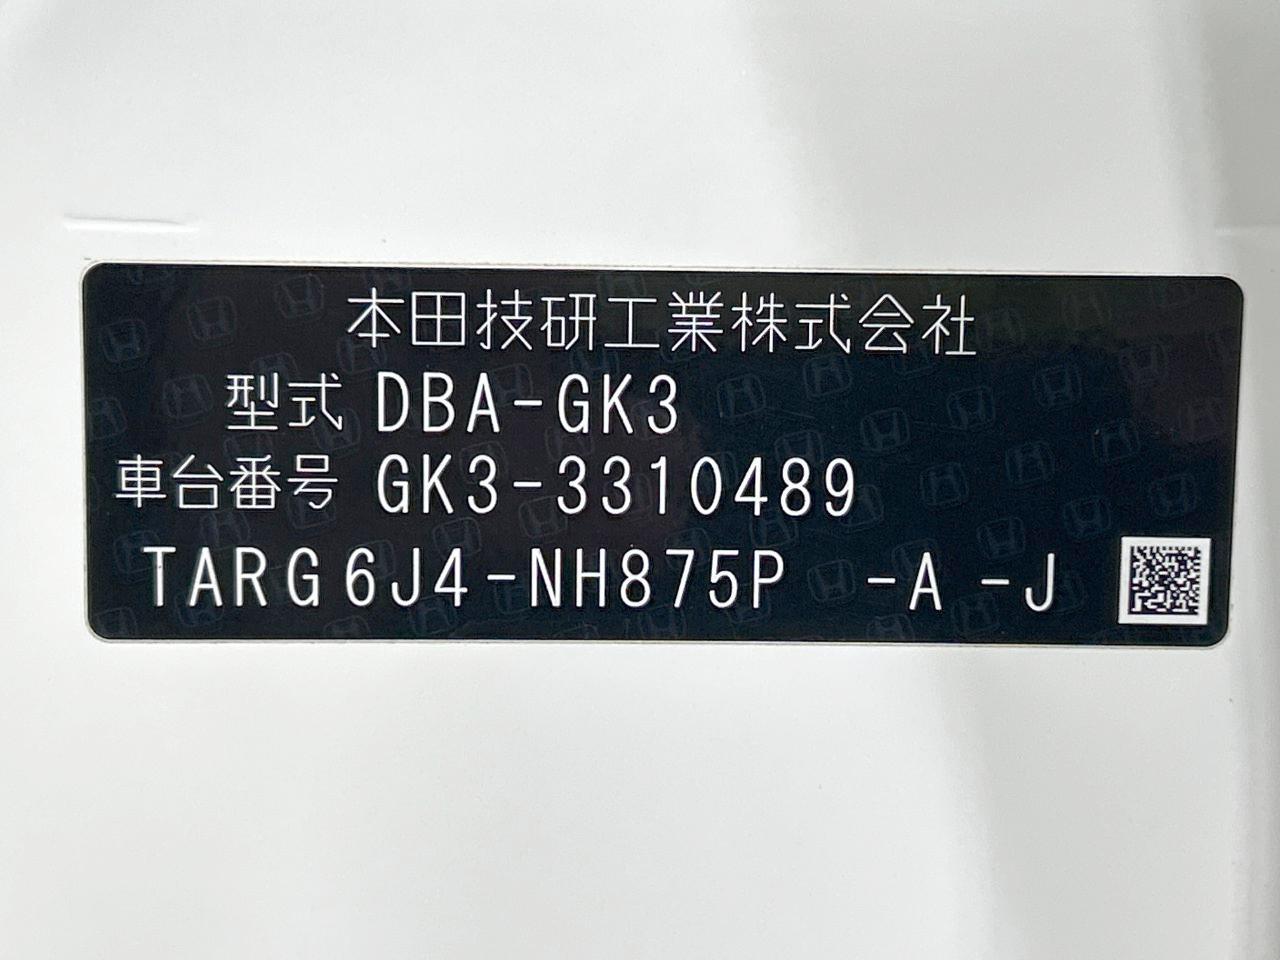 本田技研工業株式会社
型式 DBA-GK3
車台番号 GK3-3310489
TARG6J4-NH875P -A -J